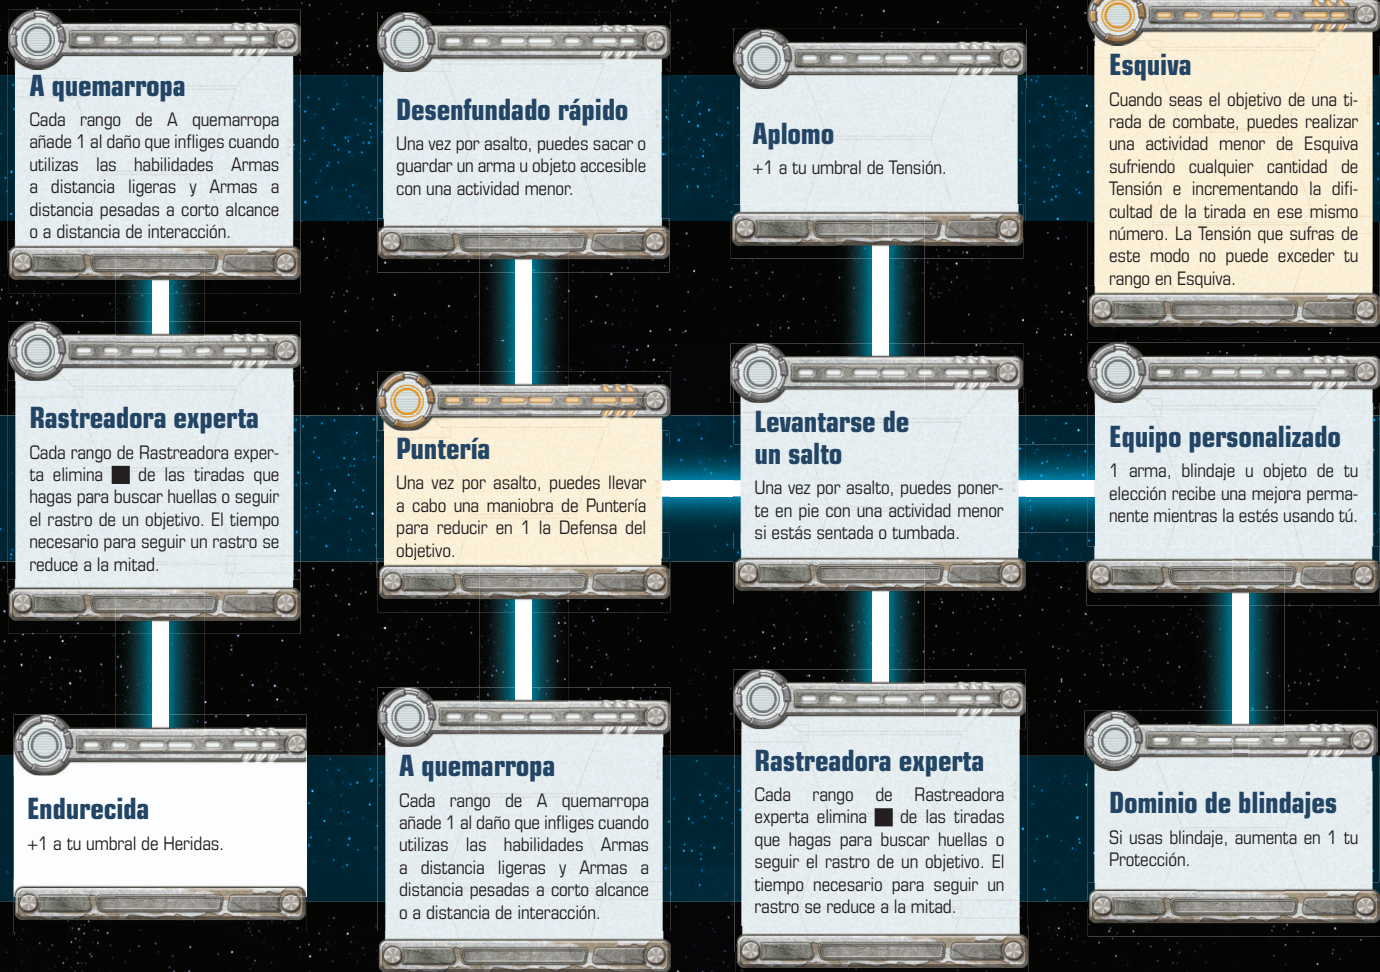 A quemarropa
Cada rango de A quemarropa
añade 1 al daño que infliges cuando
utilizas las habilidades Armas
a distancia ligeras y Armas a
distancia pesadas a corto alcance
o a distancia de interacción.
Desenfundado rápido
Una vez por asalto, puedes sacar o
guardar un arma u objeto accesible
con una actividad menor.
Aplomo
+1 a tu umbral de Tensión.
Esquiva
Cuando seas el objetivo de una ti-
rada de combate, puedes realizar
una actividad menor de Esquiva
sufriendo cualquier cantidad de
Tensión e incrementando la difi-
cultad de la tirada en ese mismo
número. La Tensión que sufras de
este modo no puede exceder tu
rango en Esquiva.
Rastreadora experta
Cada rango de Rastreadora exper-
ta elimina de las tiradas que
hagas para buscar huellas o seguir
el rastro de un objetivo. El tiempo
necesario para seguir un rastro se
reduce a la mitad.
Puntería
Una vez por asalto, puedes llevar
a cabo una maniobra de Puntería
para reducir en 1 la Defensa del
objetivo.
Levantarse de
un salto
Una vez por asalto, puedes poner-
te en pie con una actividad menor
si estás sentada o tumbada.
Equipo personalizado
1 arma, blindaje u objeto de tu
elección recibe una mejora perma-
nente mientras la estés usando tú.
Endurecida
+1 a tu umbral de Heridas.
A quemarropa
Cada rango de A quemarropa
añade 1 al daño que infliges cuando
utilizas las habilidades Armas
a distancia ligeras y Armas a
distancia pesadas a corto alcance
o a distancia de interacción.
Rastreadora experta
Cada rango de Rastreadora
experta elimina de las tiradas
que hagas para buscar huellas o
seguir el rastro de un objetivo. El
tiempo necesario para seguir un
rastro se reduce a la mitad.
Dominio de blindajes
Si usas blindaje, aumenta en 1 tu
Protección.